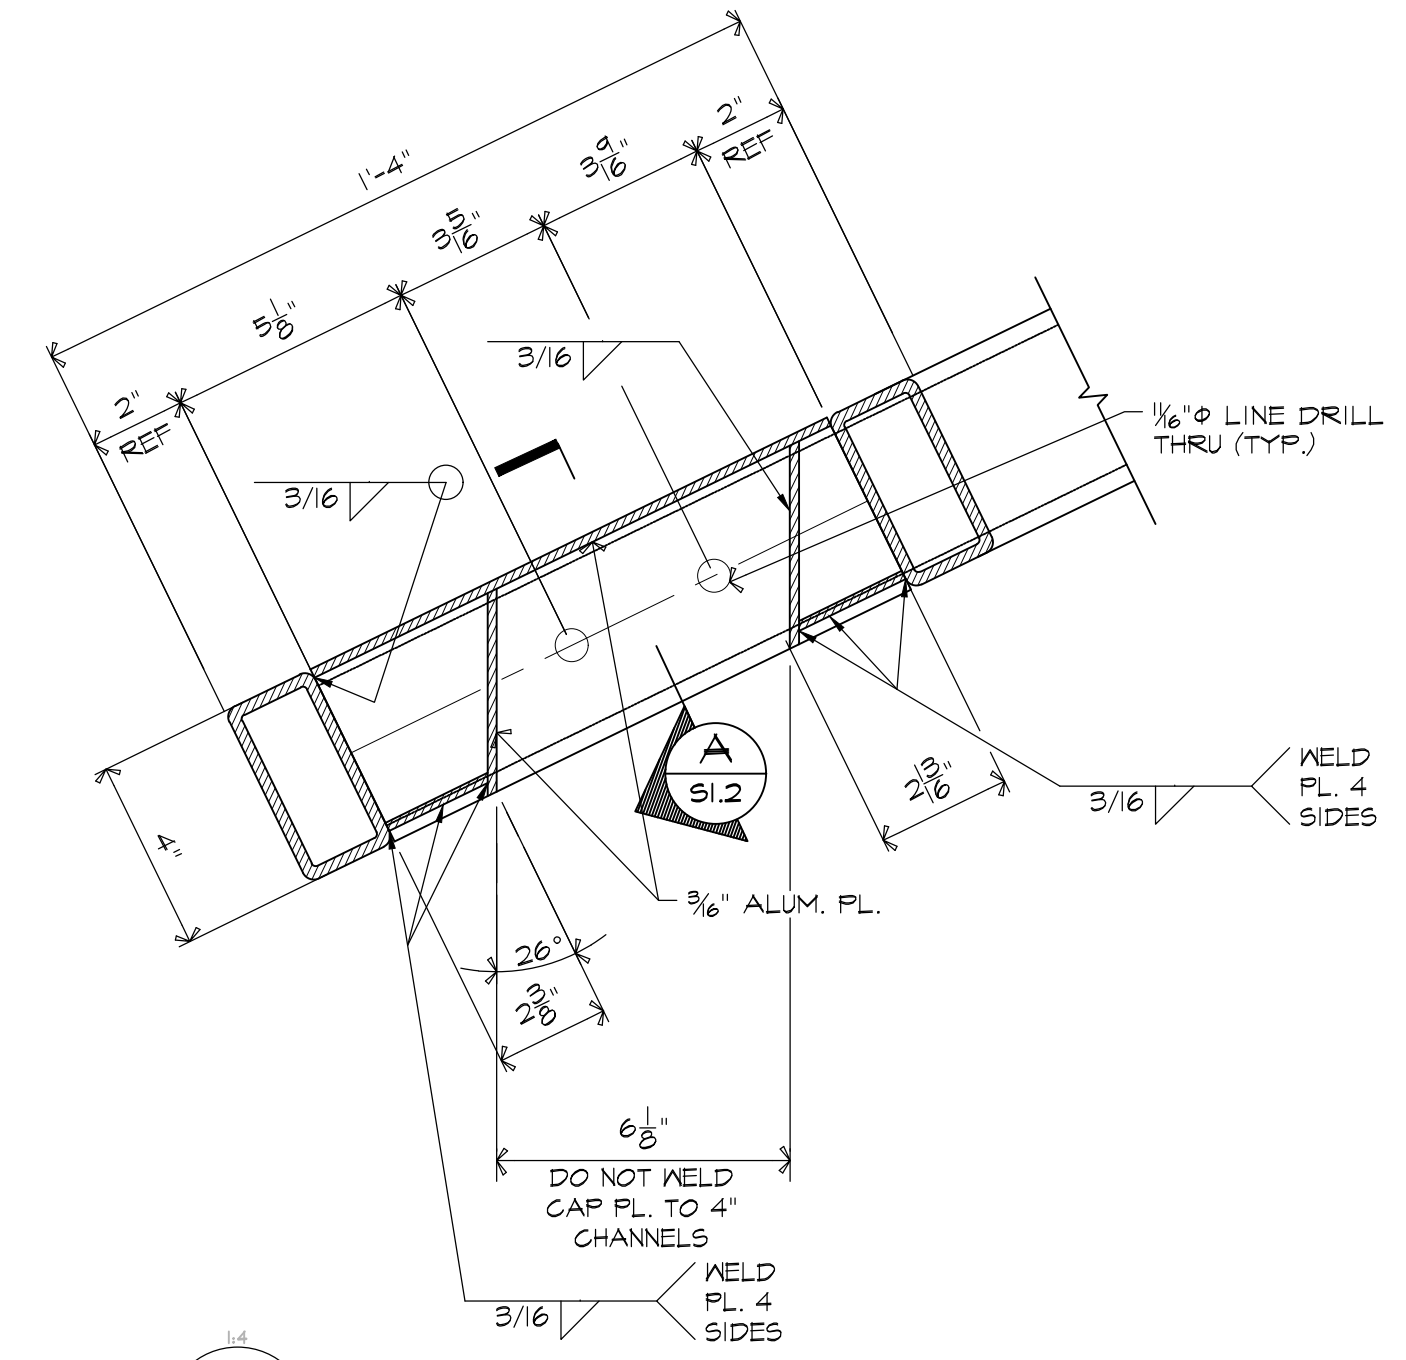 1'-4"
2"
REF
3 9/16"
3 5/16"
5 1/8"
2"
REF
3/16
3/16
11/16"Φ LINE DRILL
THRU (TYP.)
A
S1.2
2 13/16"
4"
WELD
PL. 4
SIDES
3/16
3/16" ALUM. PL.
26°
2 3/8"
6 1/8"
DO NOT WELD
CAP PL. TO 4"
CHANNELS
WELD
PL. 4
SIDES
3/16
1:4